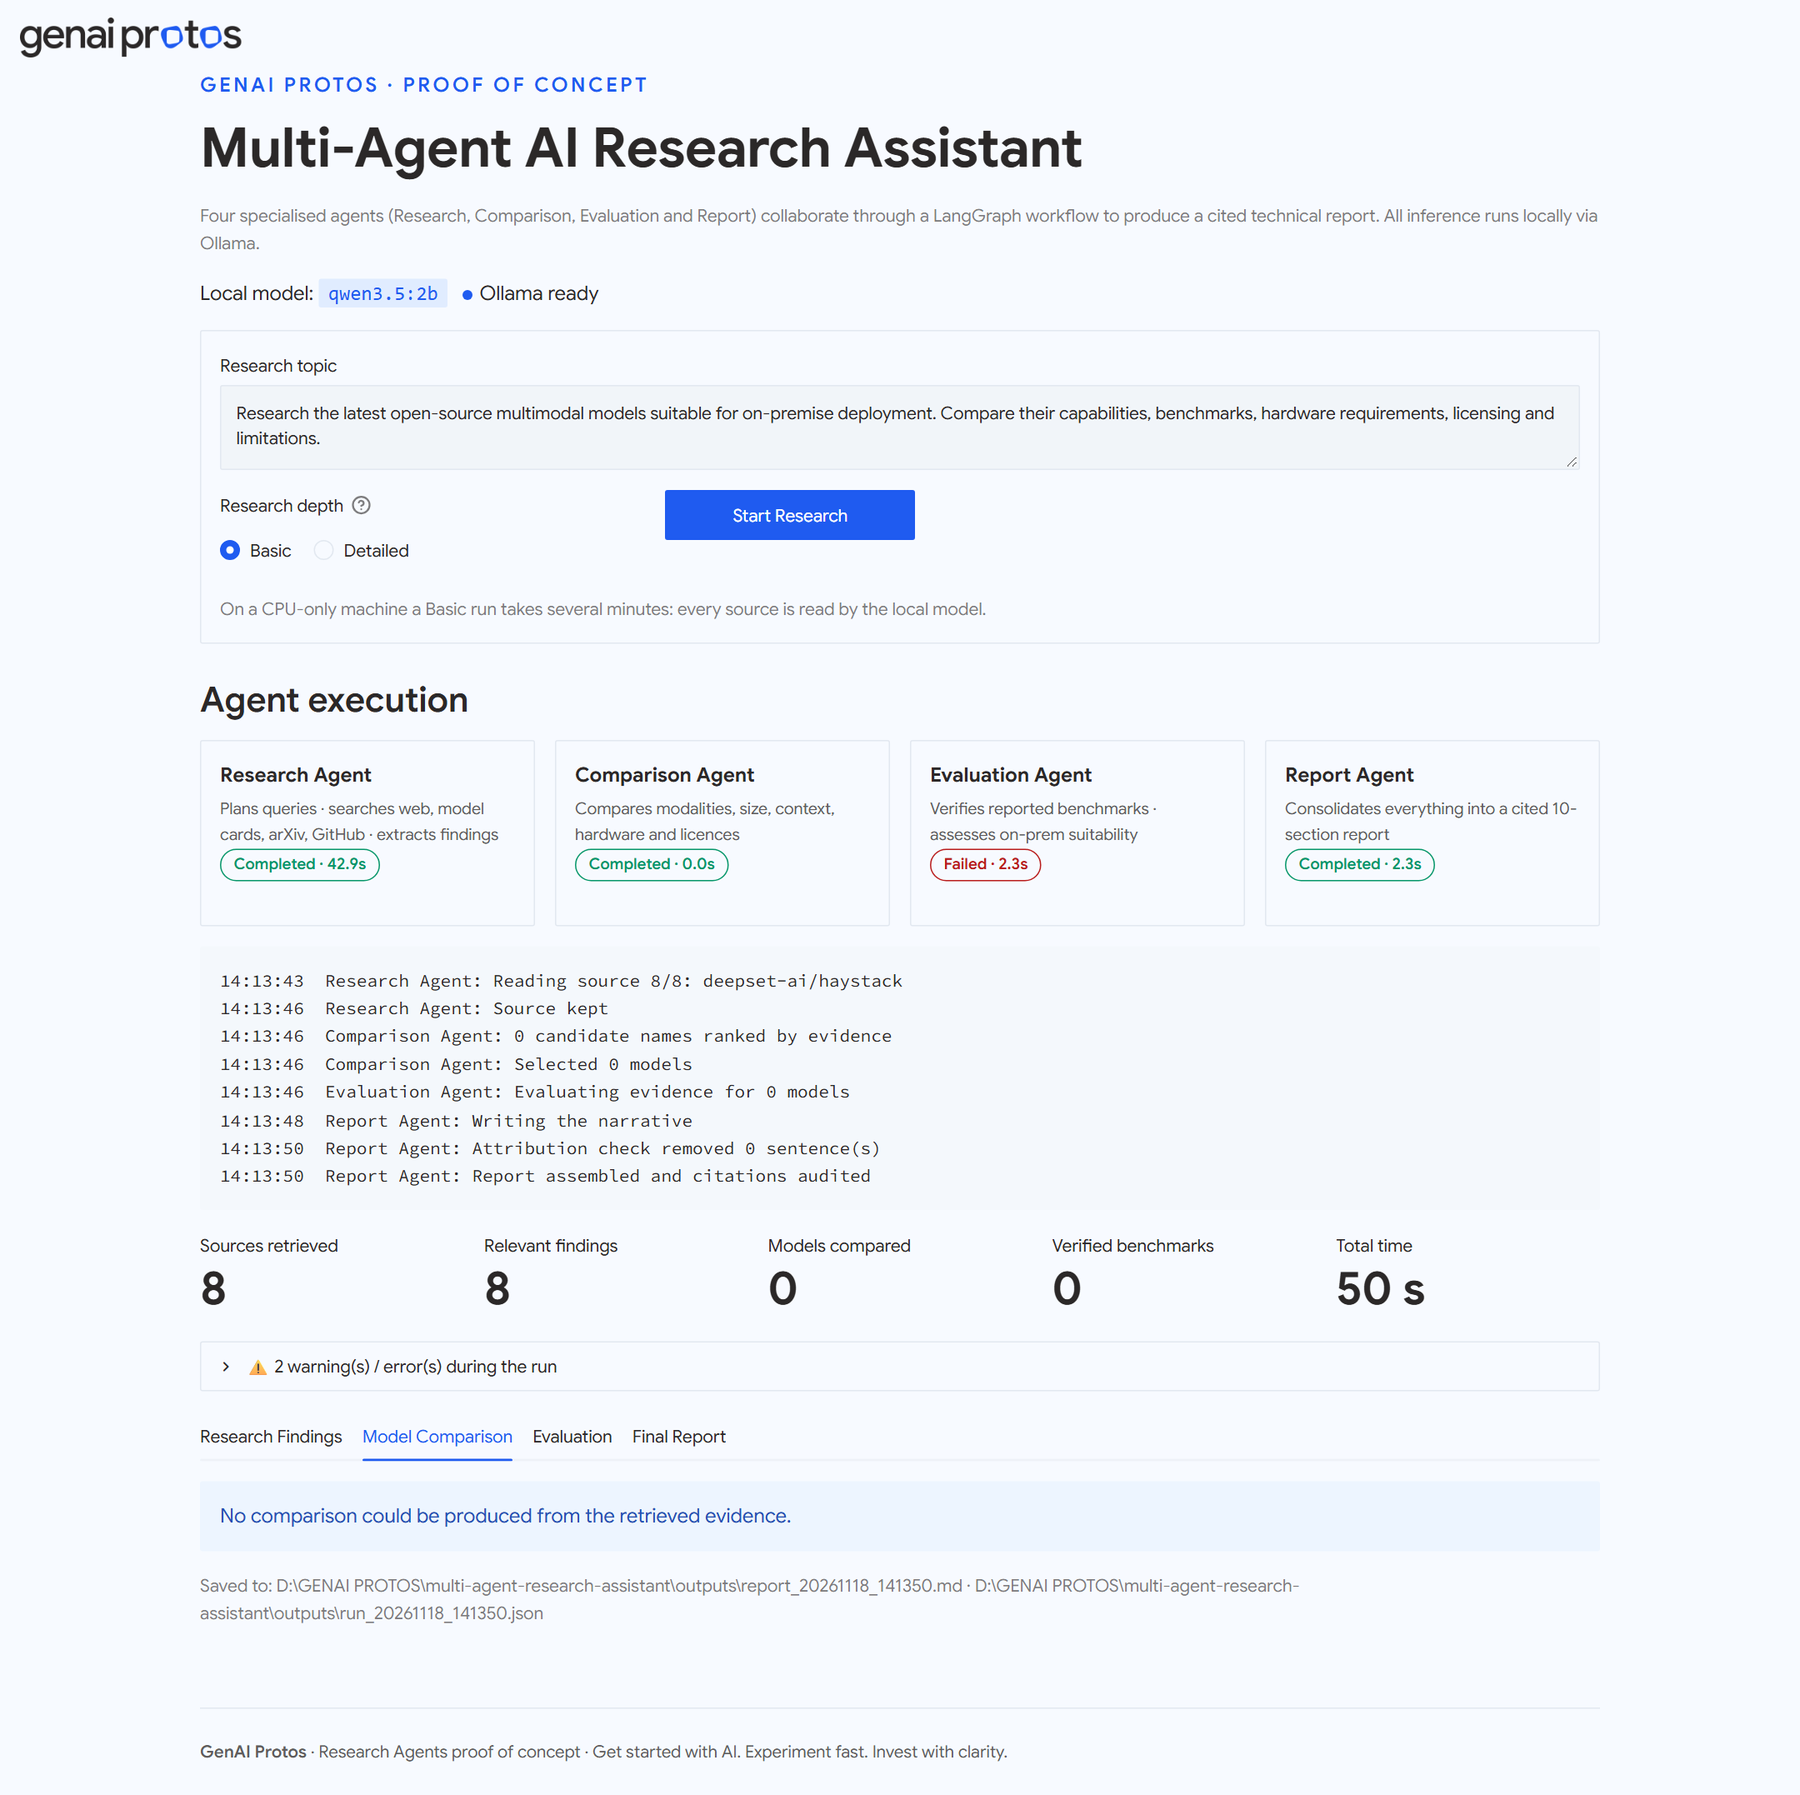 genai protos
GENAI PROTOS · PROOF OF CONCEPT
Multi-Agent AI Research Assistant
Four specialised agents (Research, Comparison, Evaluation and Report) collaborate through a LangGraph workflow to produce a cited technical report. All inference runs locally via
Ollama.
Local model: qwen3.5:2b ● Ollama ready
Research topic
Research the latest open-source multimodal models suitable for on-premise deployment. Compare their capabilities, benchmarks, hardware requirements, licensing and
limitations.
Research depth ?
Start Research
Basic Detailed
On a CPU-only machine a Basic run takes several minutes: every source is read by the local model.
Agent execution
Research Agent
Plans queries · searches web, model
cards, arXiv, GitHub · extracts findings
Completed · 42.9s
Comparison Agent
Compares modalities, size, context,
hardware and licences
Completed · 0.0s
Evaluation Agent
Verifies reported benchmarks ·
assesses on-prem suitability
Failed · 2.3s
Report Agent
Consolidates everything into a cited 10-
section report
Completed · 2.3s
14:13:43 Research Agent: Reading source 8/8: deepset-ai/haystack
14:13:46 Research Agent: Source kept
14:13:46 Comparison Agent: 0 candidate names ranked by evidence
14:13:46 Comparison Agent: Selected 0 models
14:13:46 Evaluation Agent: Evaluating evidence for 0 models
14:13:48 Report Agent: Writing the narrative
14:13:50 Report Agent: Attribution check removed 0 sentence(s)
14:13:50 Report Agent: Report assembled and citations audited
Sources retrieved
8
Relevant findings
8
Models compared
0
Verified benchmarks
0
Total time
50 s
2 warning(s) / error(s) during the run
Research Findings Model Comparison Evaluation Final Report
No comparison could be produced from the retrieved evidence.
Saved to: D:\GENAI PROTOS\multi-agent-research-assistant\outputs\report_20261118_141350.md · D:\GENAI PROTOS\multi-agent-research-
assistant\outputs\run_20261118_141350.json
GenAI Protos · Research Agents proof of concept · Get started with AI. Experiment fast. Invest with clarity.